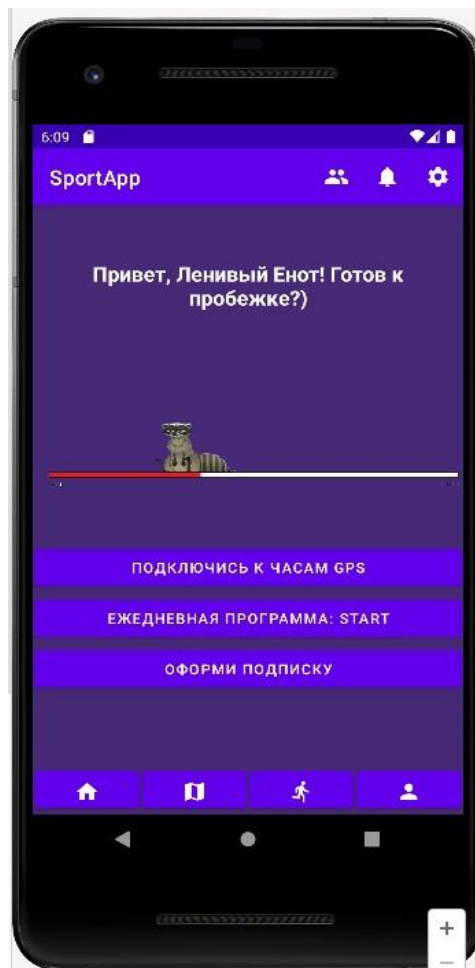 6:09
SportApp
Привет, Ленивый Енот! Готов к
пробежке?)
ПОДКЛЮЧИСЬ К ЧАСАМ GPS
ЕЖЕДНЕВНАЯ ПРОГРАММА: START
ОФОРМИ ПОДПИСКУ